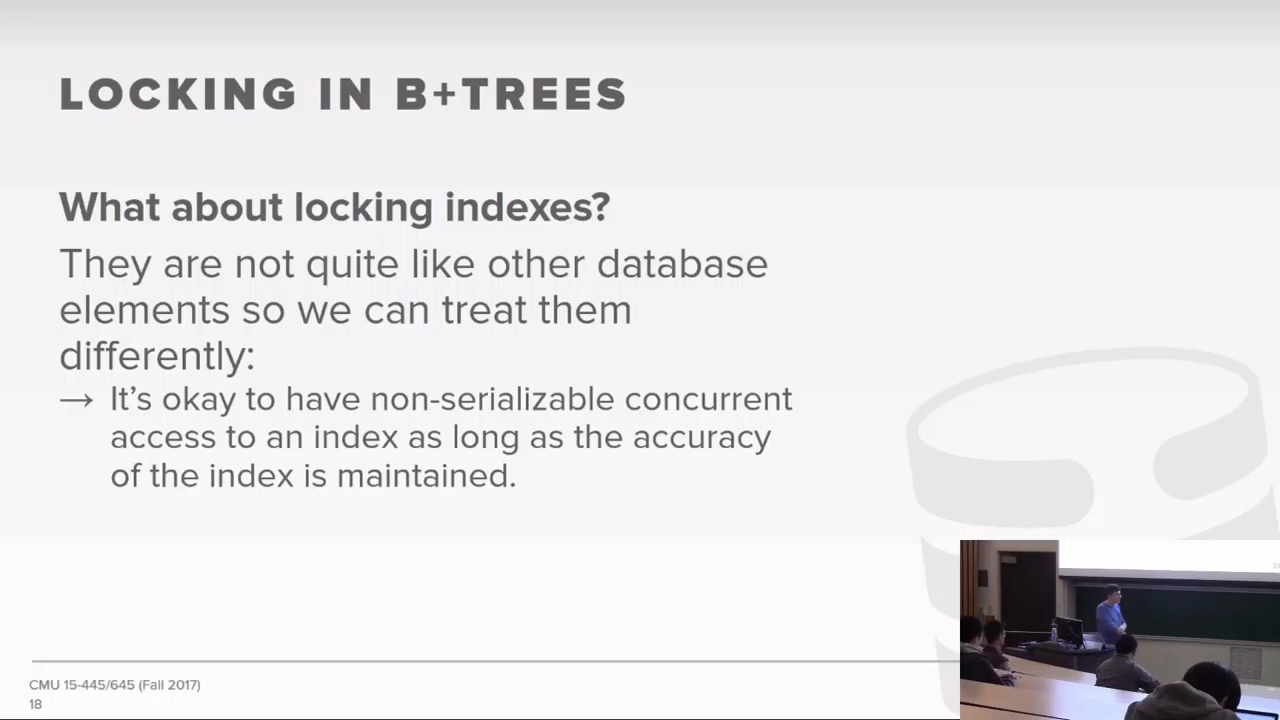 LOCKING IN B+TREES
What about locking indexes?
They are not quite like other database
elements so we can treat them
differently:
→ It's okay to have non-serializable concurrent
access to an index as long as the accuracy
of the index is maintained.
CMU 15-445/645 (Fall 2017)
18